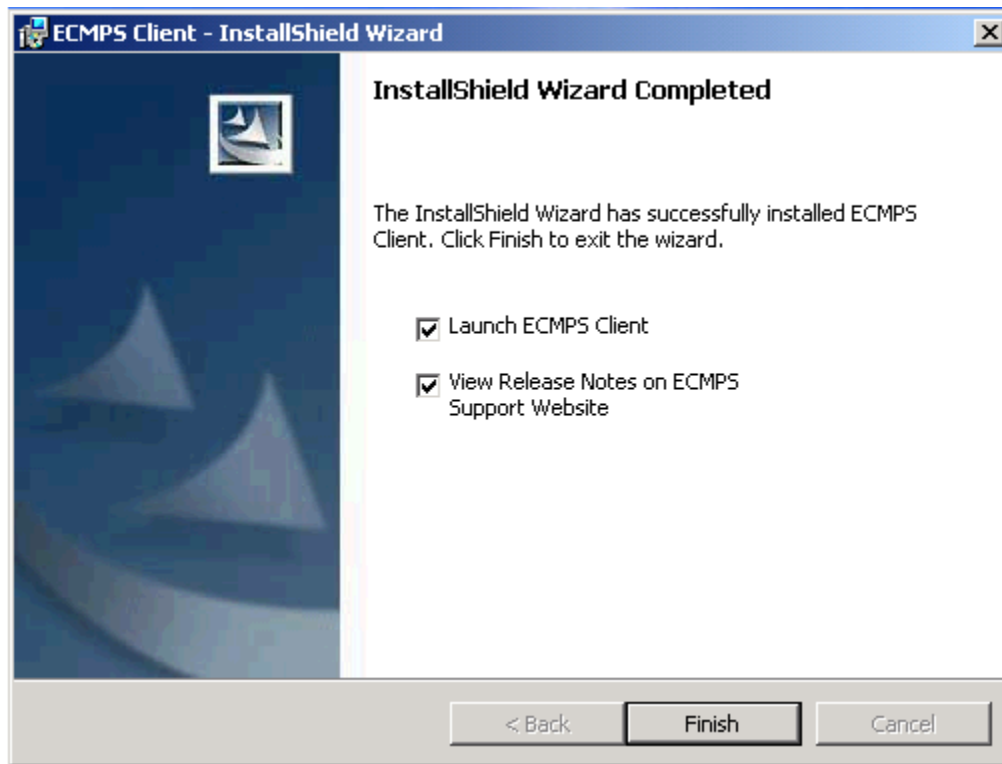 ECMPS Client - InstallShield Wizard
InstallShield Wizard Completed
The InstallShield Wizard has successfully installed ECMPS
Client. Click Finish to exit the wizard.
Launch ECMPS Client
View Release Notes on ECMPS
Support Website
< Back
Finish
Cancel